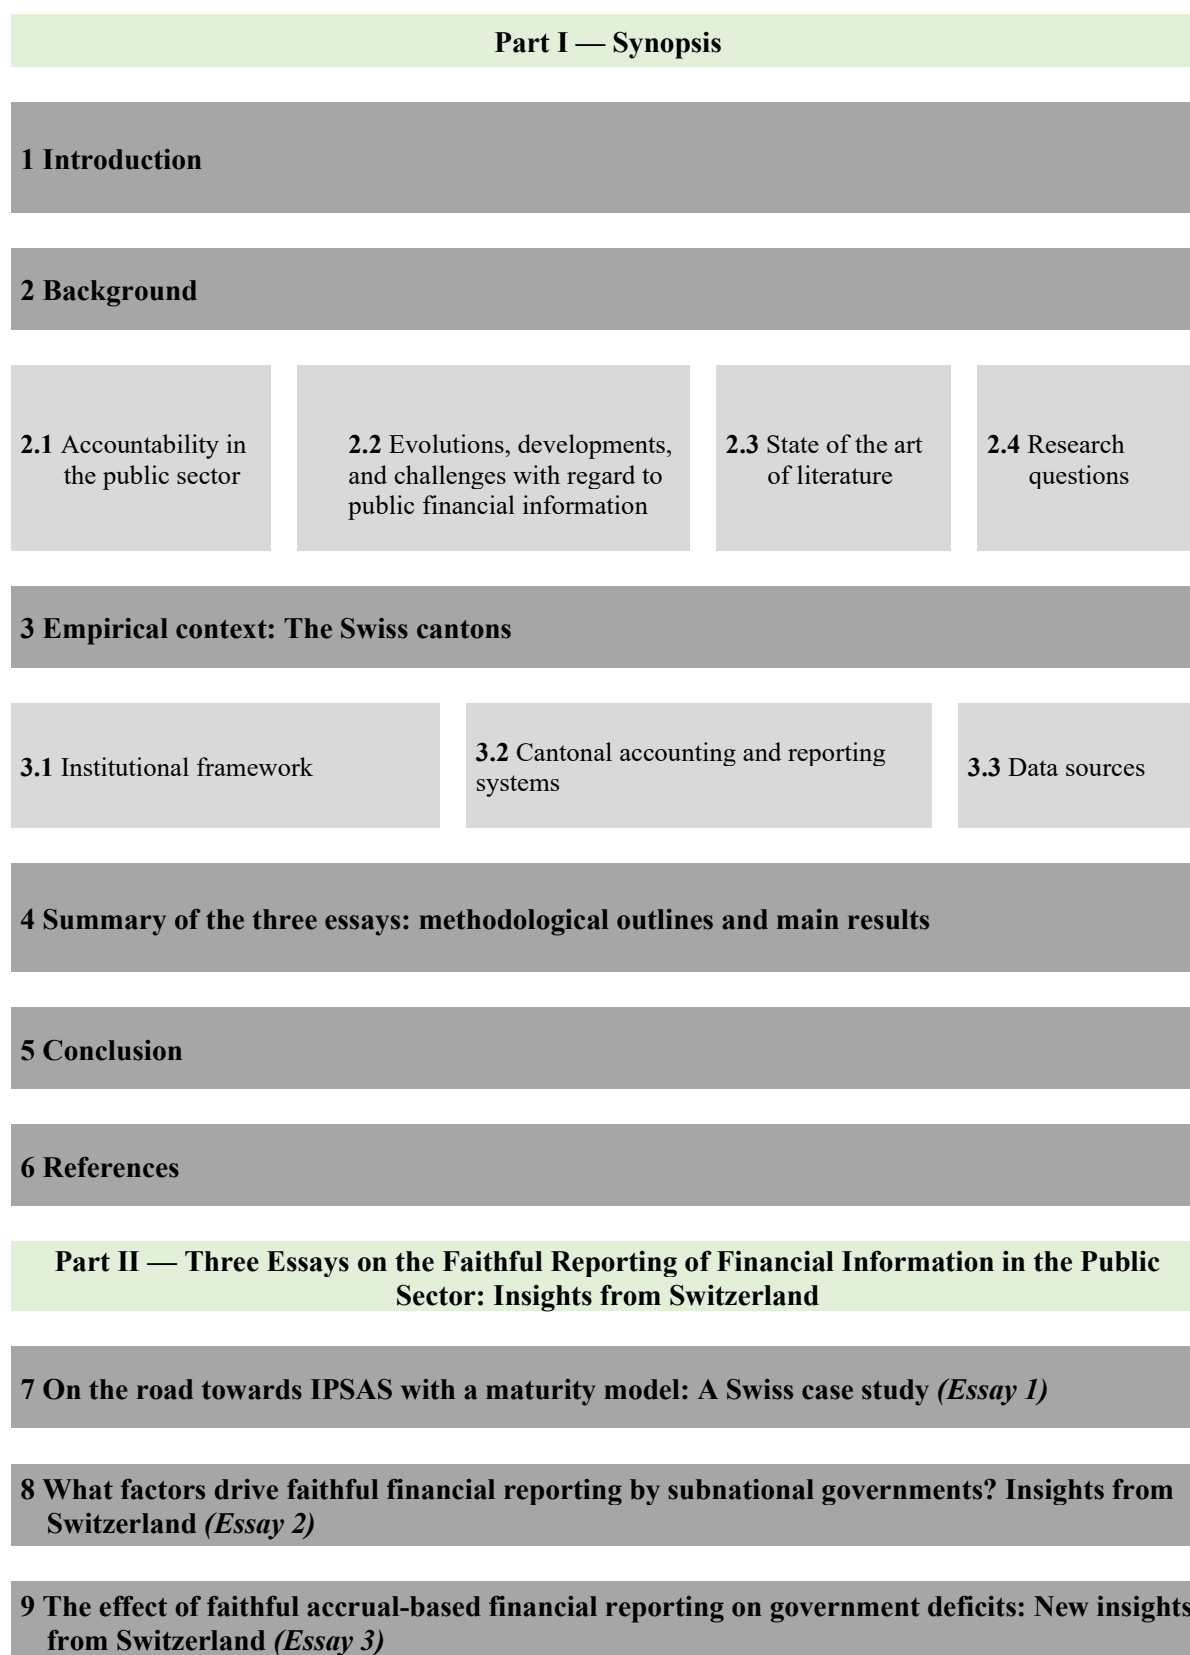 Part I — Synopsis
1 Introduction
2 Background
2.1 Accountability in
the public sector
2.2 Evolutions, developments,
and challenges with regard to
public financial information
2.3 State of the art
of literature
2.4 Research
questions
3 Empirical context: The Swiss cantons
3.1 Institutional framework
3.2 Cantonal accounting and reporting
systems
3.3 Data sources
4 Summary of the three essays: methodological outlines and main results
5 Conclusion
6 References
Part II — Three Essays on the Faithful Reporting of Financial Information in the Public
Sector: Insights from Switzerland
7 On the road towards IPSAS with a maturity model: A Swiss case study (Essay 1)
8 What factors drive faithful financial reporting by subnational governments? Insights from
Switzerland (Essay 2)
9 The effect of faithful accrual-based financial reporting on government deficits: New insights
from Switzerland (Essay 3)